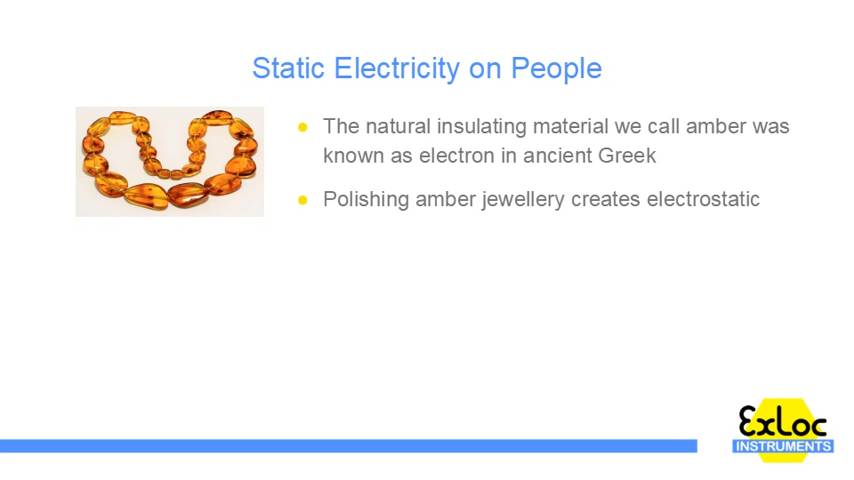 Static Electricity on People
The natural insulating material we call amber was
known as electron in ancient Greek
Polishing amber jewellery creates electrostatic
ExLoc
INSTRUMENTS